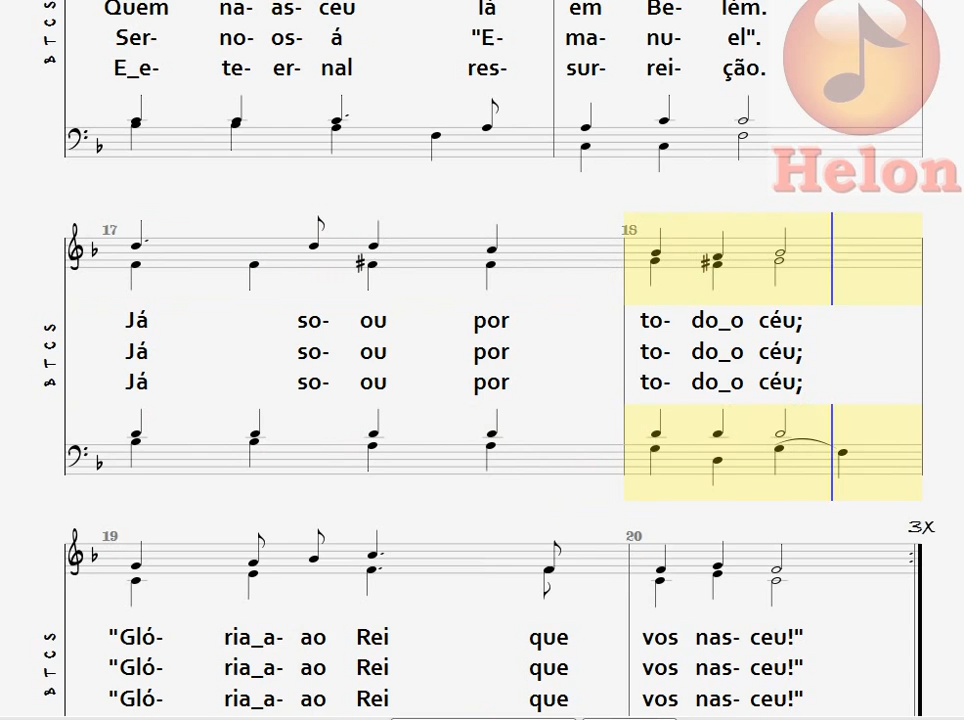 Quem na- as- ceu lá em Be- lém.
Ser- no- os- á "E- ma- nu- el".
E_e- te- er- nal res- sur- rei- ção.
B T C S
Helon
17 18
Já so- ou por to- do_o céu;
Já so- ou por to- do_o céu;
Já so- ou por to- do_o céu;
B T C S
3X
19 20
"Gló- ria_a- ao Rei que vos nas- ceu!"
"Gló- ria_a- ao Rei que vos nas- ceu!"
"Gló- ria_a- ao Rei que vos nas- ceu!"
B T C S